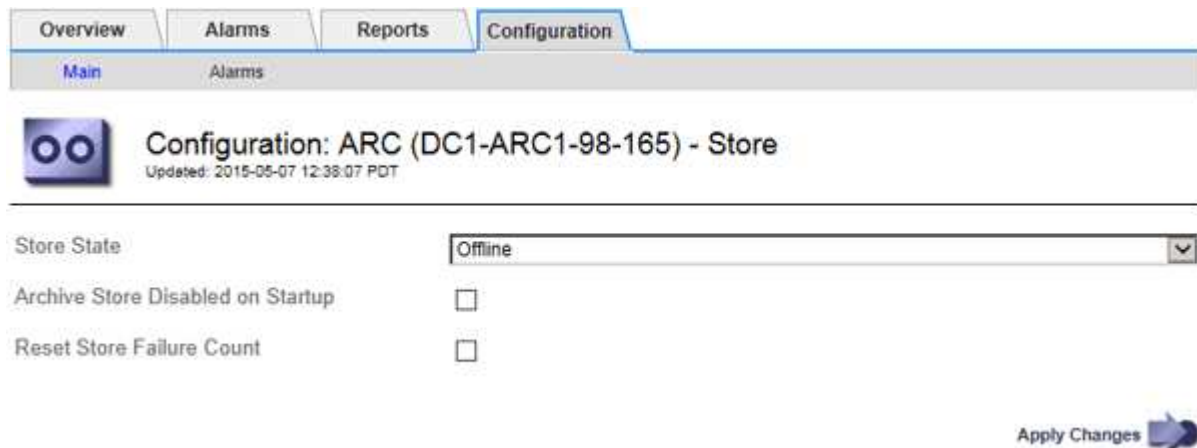 Overview Alarms Reports Configuration
Main Alarms
Configuration: ARC (DC1-ARC1-98-165) - Store
Updated: 2015-05-07 12:38:07 PDT
Store State Offline
Archive Store Disabled on Startup
Reset Store Failure Count
Apply Changes